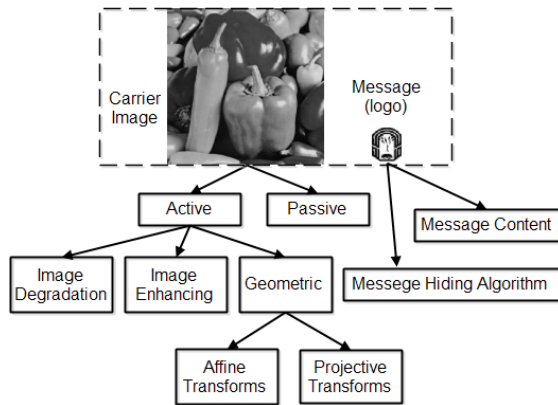 Carrier
Image
Message
(logo)
Active
Passive
Message Content
Image
Degradation
Image
Enhancing
Geometric
Messege Hiding Algorithm
Affine
Transforms
Projective
Transforms